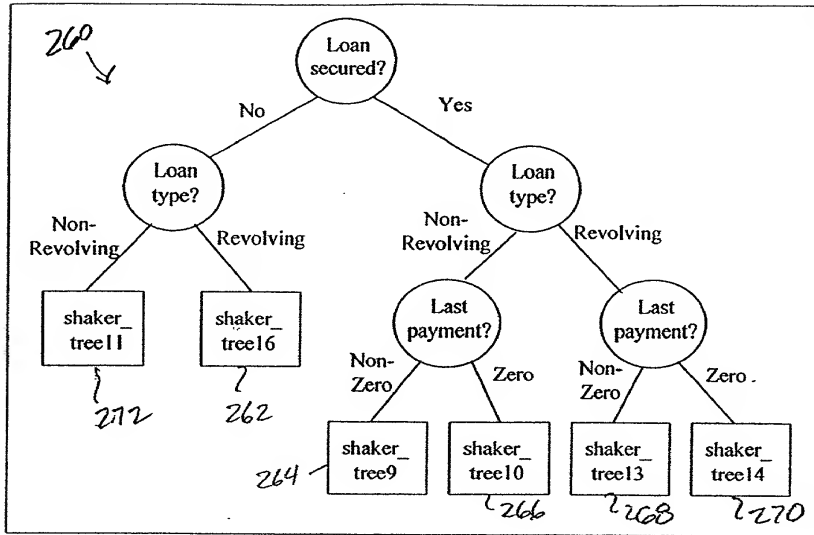 260
Loan
secured?
No
Yes
Loan
type?
Loan
type?
Non-
Revolving
Revolving
Non-
Revolving
Revolving
shaker_
tree11
shaker_
tree16
Last
payment?
Last
payment?
272
262
Non-
Zero
Zero
Non-
Zero
Zero
264
shaker_
tree9
shaker_
tree10
shaker_
tree13
shaker_
tree14
266
268
270